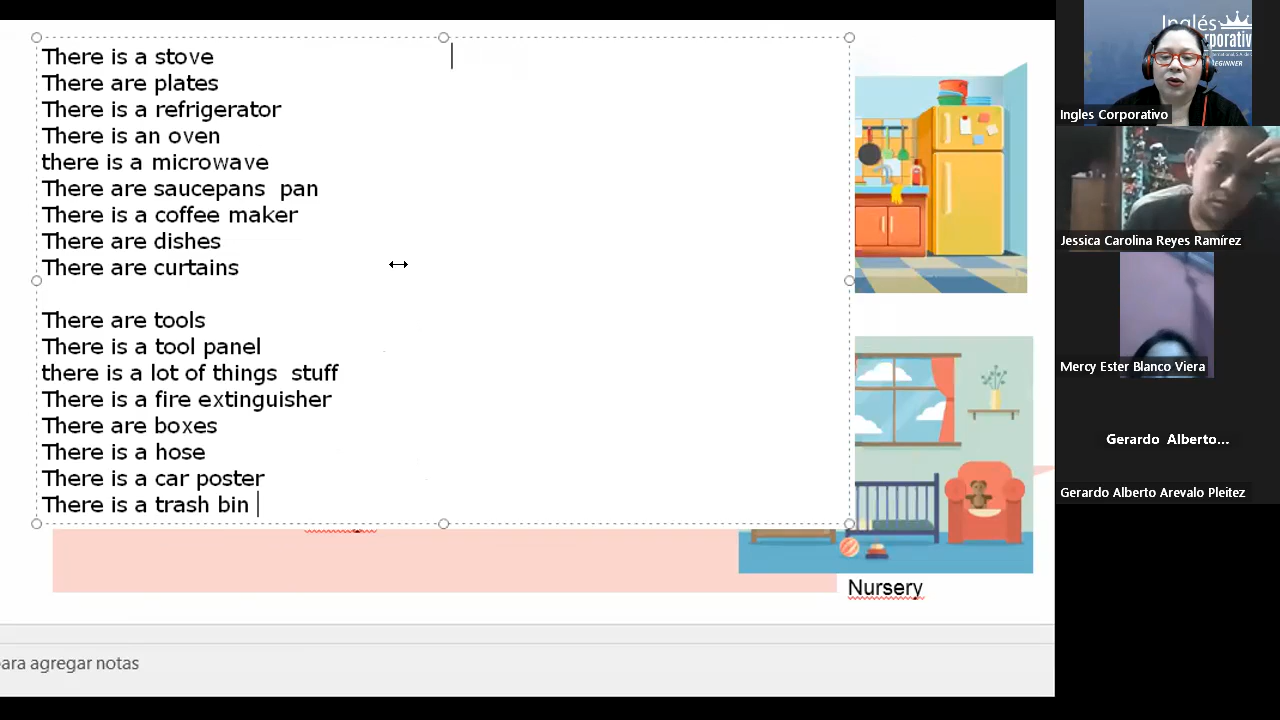 There is a stove
There are plates
There is a refrigerator
There is an oven
there is a microwave
There are saucepans  pan
There is a coffee maker
There are dishes
There are curtains
There are tools
There is a tool panel
there is a lot of things  stuff
There is a fire extinguisher
There are boxes
There is a hose
There is a car poster
There is a trash bin
Nursery
ara agregar notas
Inglés
orporativ
EGINNER
Ingles Corporativo
Jessica Carolina Reyes Ramírez
Mercy Ester Blanco Viera
Gerardo Alberto...
Gerardo Alberto Arevalo Pleitez